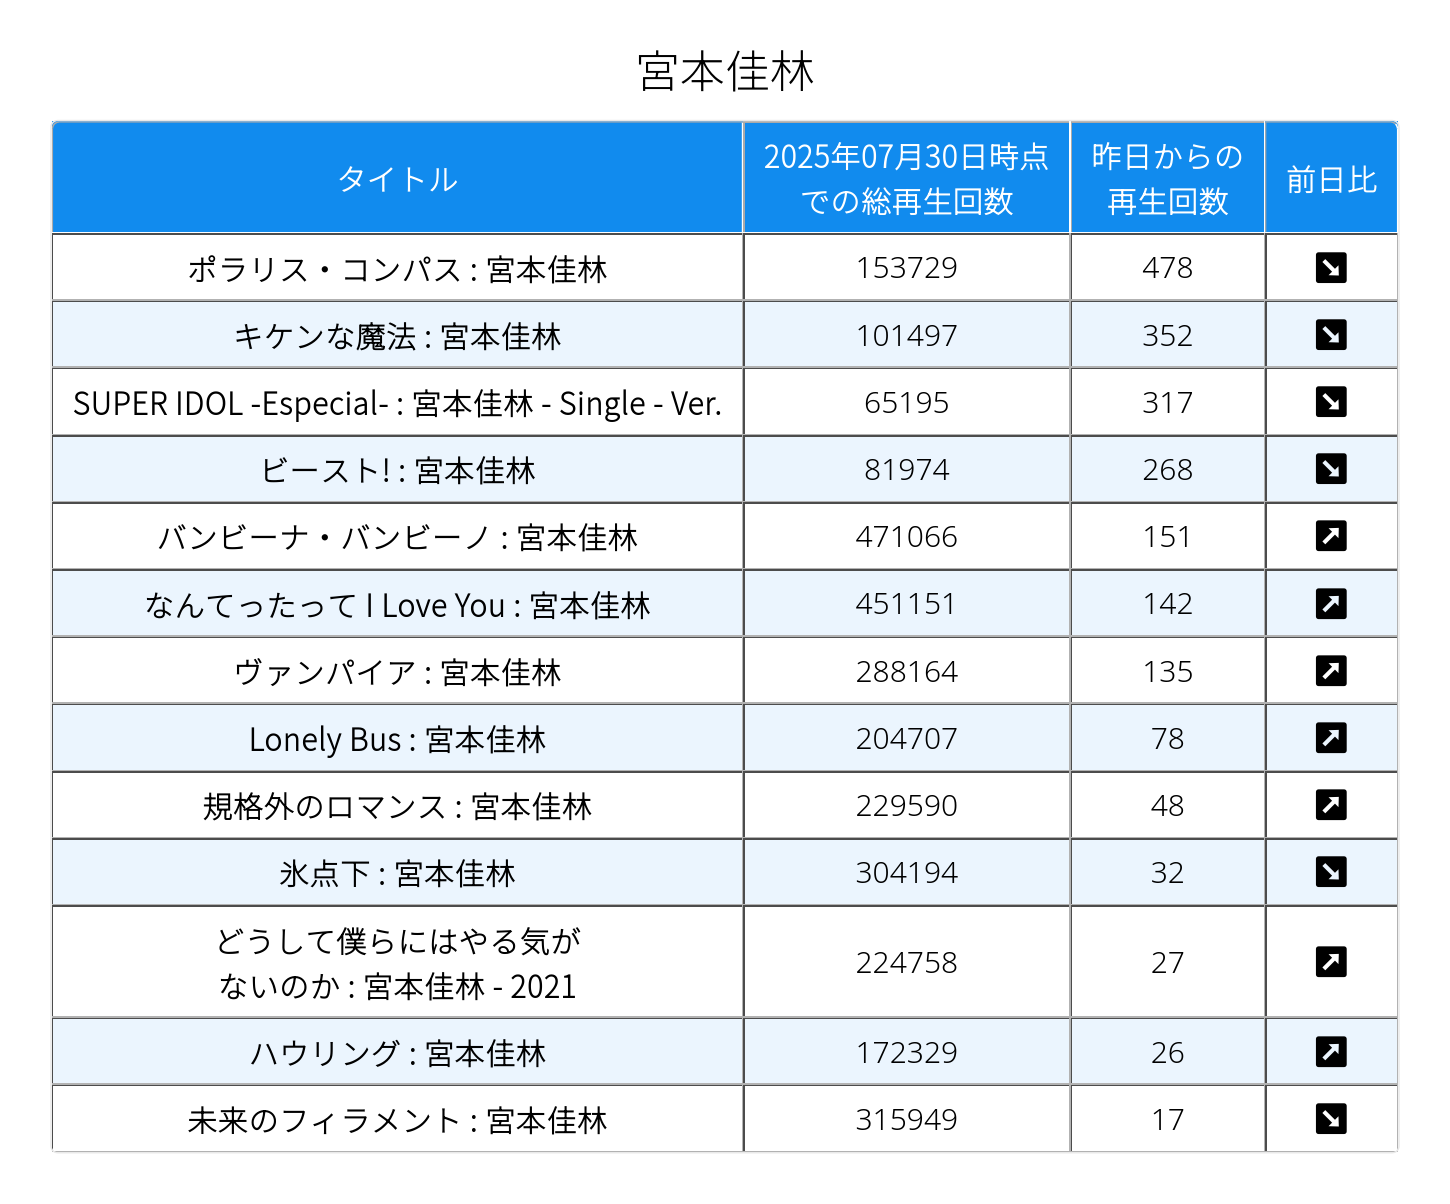 宮本佳林
タイトル
2025年07月30日時点
での総再生回数
昨日からの
再生回数
前日比
ポラリス・コンパス : 宮本佳林
153729
478
キケンな魔法 : 宮本佳林
101497
352
SUPER IDOL -Especial- : 宮本佳林 - Single - Ver.
65195
317
ビースト! : 宮本佳林
81974
268
バンビーナ・バンビーノ : 宮本佳林
471066
151
なんてったって I Love You : 宮本佳林
451151
142
ヴァンパイア : 宮本佳林
288164
135
Lonely Bus : 宮本佳林
204707
78
規格外のロマンス : 宮本佳林
229590
48
氷点下 : 宮本佳林
304194
32
どうして僕らにはやる気が
ないのか : 宮本佳林 - 2021
224758
27
ハウリング : 宮本佳林
172329
26
未来のフィラメント : 宮本佳林
315949
17